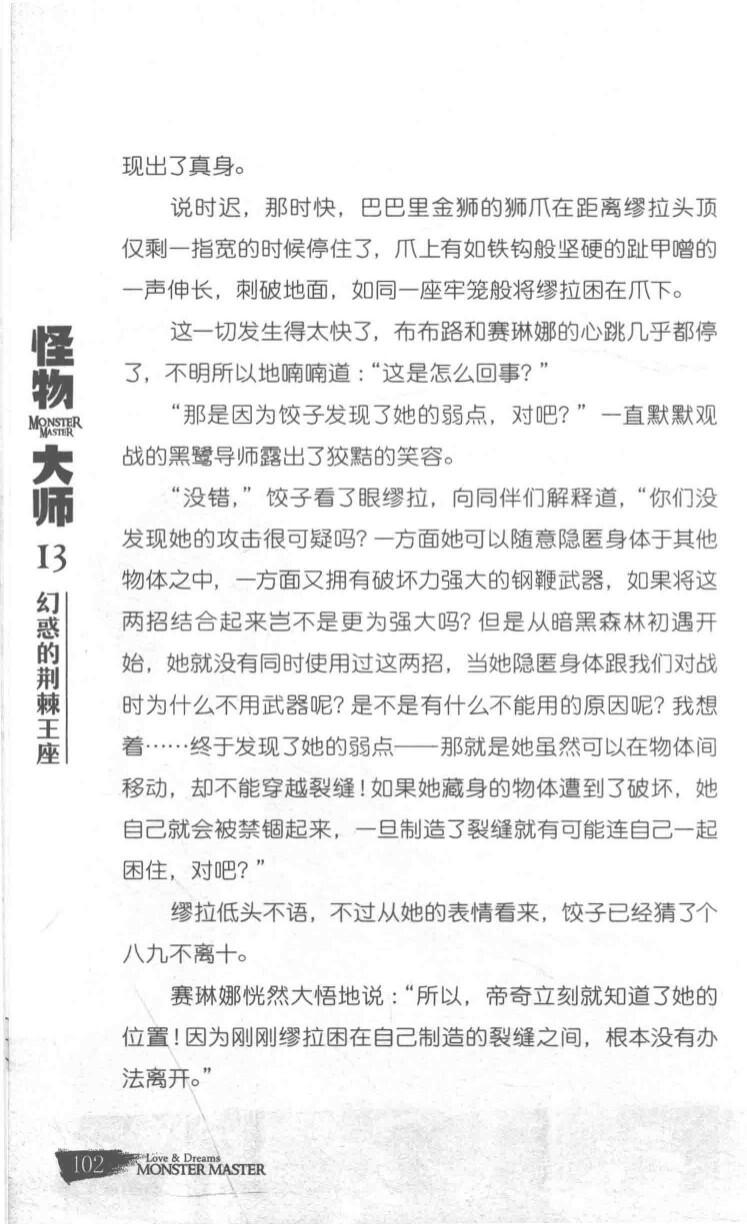 现出了真身。
说时迟，那时快，巴巴里金狮的狮爪在距离缪拉头顶
仅剩一指宽的时候停住了，爪上有如铁钩般坚硬的趾甲噌的
一声伸长，刺破地面，如同一座牢笼般将缪拉困在爪下。
这一切发生得太快了，布布路和赛琳娜的心跳几乎都停
了，不明所以地喃喃道：“这是怎么回事？”
“那是因为饺子发现了她的弱点，对吧？”一直默默观
战的黑鹭导师露出了狡黠的笑容。
“没错，”饺子看了眼缪拉，向同伴们解释道，“你们没
发现她的攻击很可疑吗？一方面她可以随意隐匿身体于其他
物体之中，一方面又拥有破坏力强大的钢鞭武器，如果将这
两招结合起来岂不是更为强大吗？但是从暗黑森林初遇开
始，她就没有同时使用过这两招，当她隐匿身体跟我们对战
时为什么不用武器呢？是不是有什么不能用的原因呢？我想
着……终于发现了她的弱点——那就是她虽然可以在物体间
移动，却不能穿越裂缝！如果她藏身的物体遭到了破坏，她
自己就会被禁锢起来，一旦制造了裂缝就有可能连自己一起
困住，对吧？”
缪拉低头不语，不过从她的表情看来，饺子已经猜了个
八九不离十。
赛琳娜恍然大悟地说：“所以，帝奇立刻就知道了她的
位置！因为刚刚缪拉困在自己制造的裂缝之间，根本没有办
法离开。”
怪物
MONSTER
MASTER
大师
13
幻惑的荆棘王座
102
Love & Dreams
MONSTER MASTER